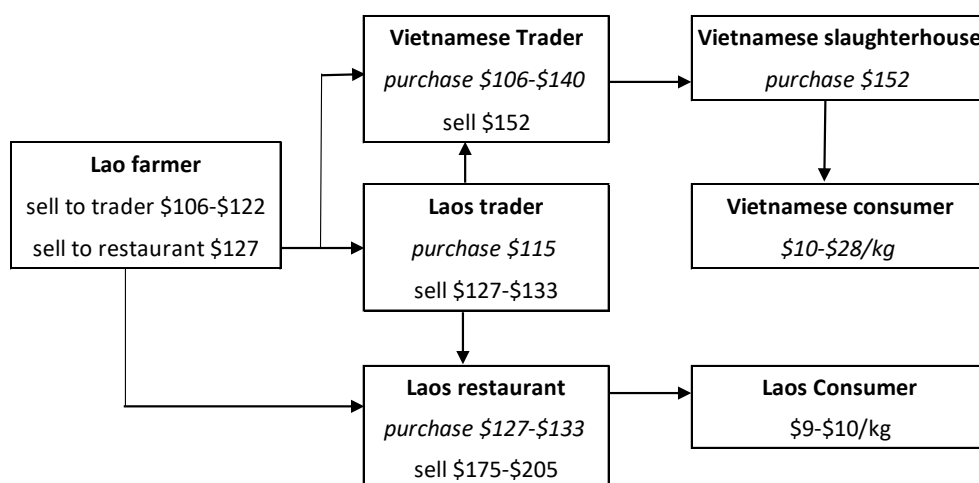 Vietnamese Trader
purchase $106-$140
sell $152
Vietnamese slaughterhouse
purchase $152
Lao farmer
sell to trader $106-$122
sell to restaurant $127
Laos trader
purchase $115
sell $127-$133
Vietnamese consumer
$10-$28/kg
Laos restaurant
purchase $127-$133
sell $175-$205
Laos Consumer
$9-$10/kg